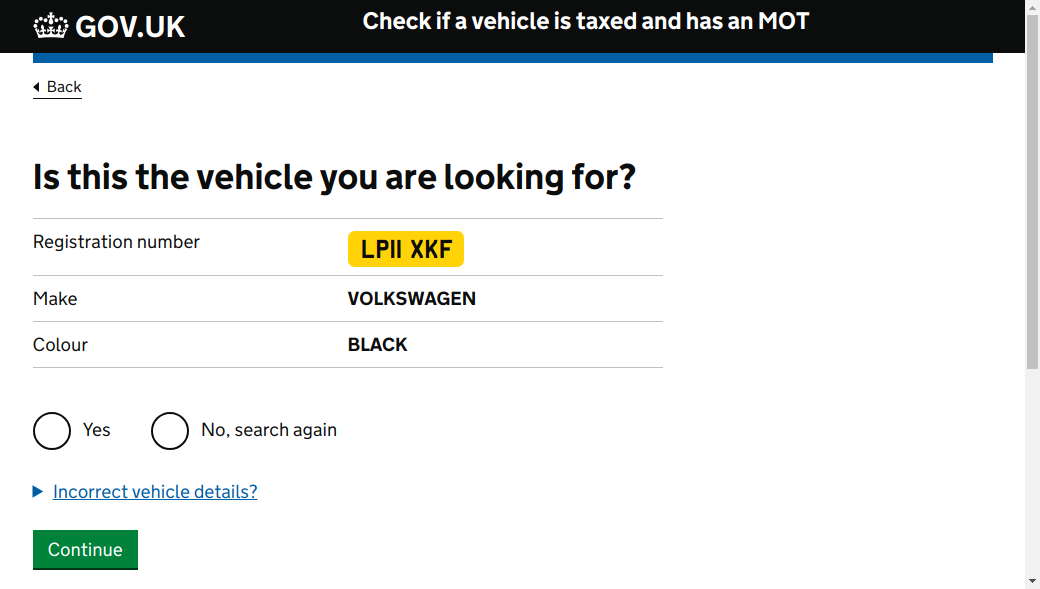 GOV.UK
Check if a vehicle is taxed and has an MOT
Back
Is this the vehicle you are looking for?
Registration number
LP11 XKF
Make
VOLKSWAGEN
Colour
BLACK
Yes
No, search again
Incorrect vehicle details?
Continue